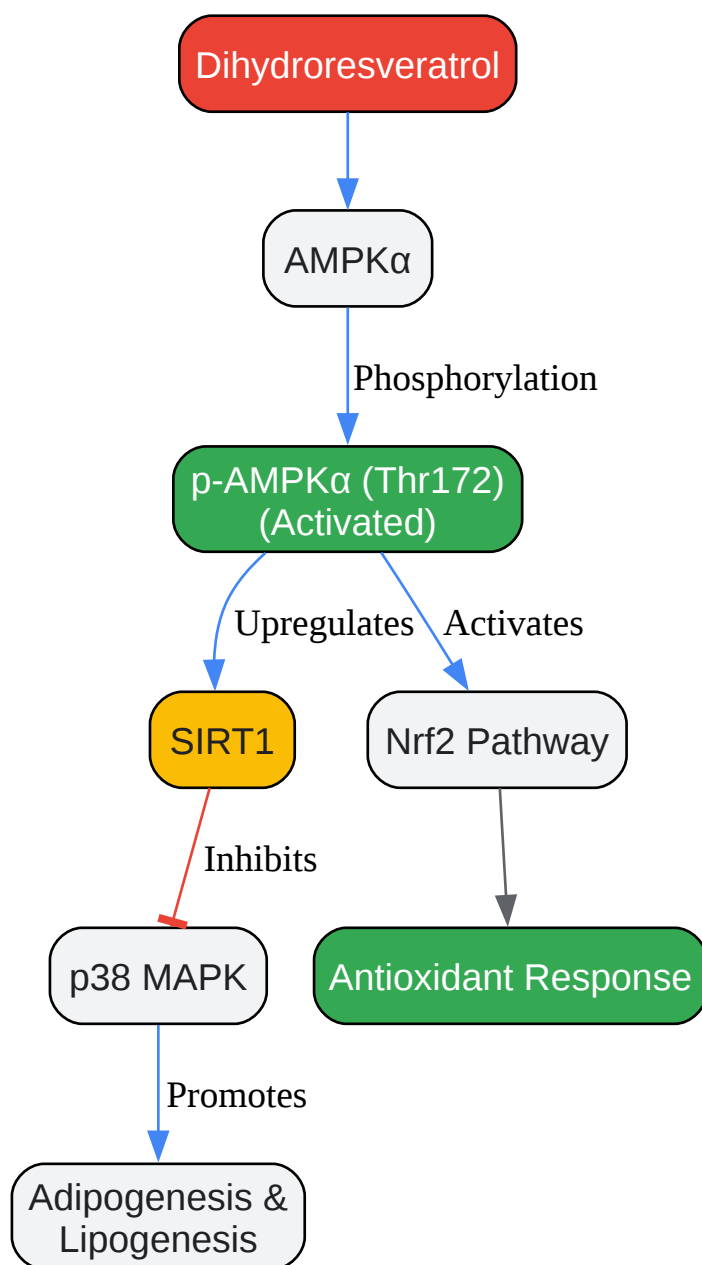 Dihydroresveratrol
AMPKα
Phosphorylation
p-AMPKα (Thr172)
(Activated)
Upregulates
Activates
SIRT1
Nrf2 Pathway
Inhibits
p38 MAPK
Antioxidant Response
Promotes
Adipogenesis &
Lipogenesis